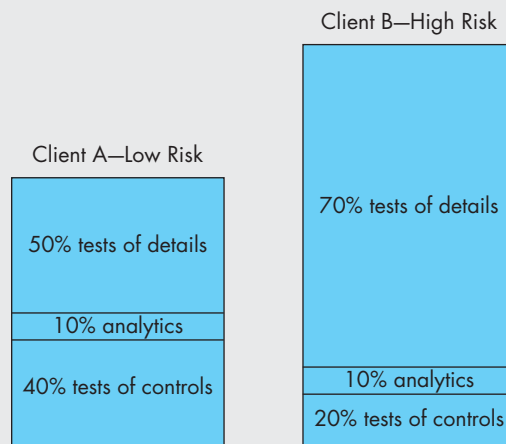 Client B—High Risk
Client A—Low Risk
70% tests of details
50% tests of details
10% analytics
40% tests of controls
10% analytics
20% tests of controls